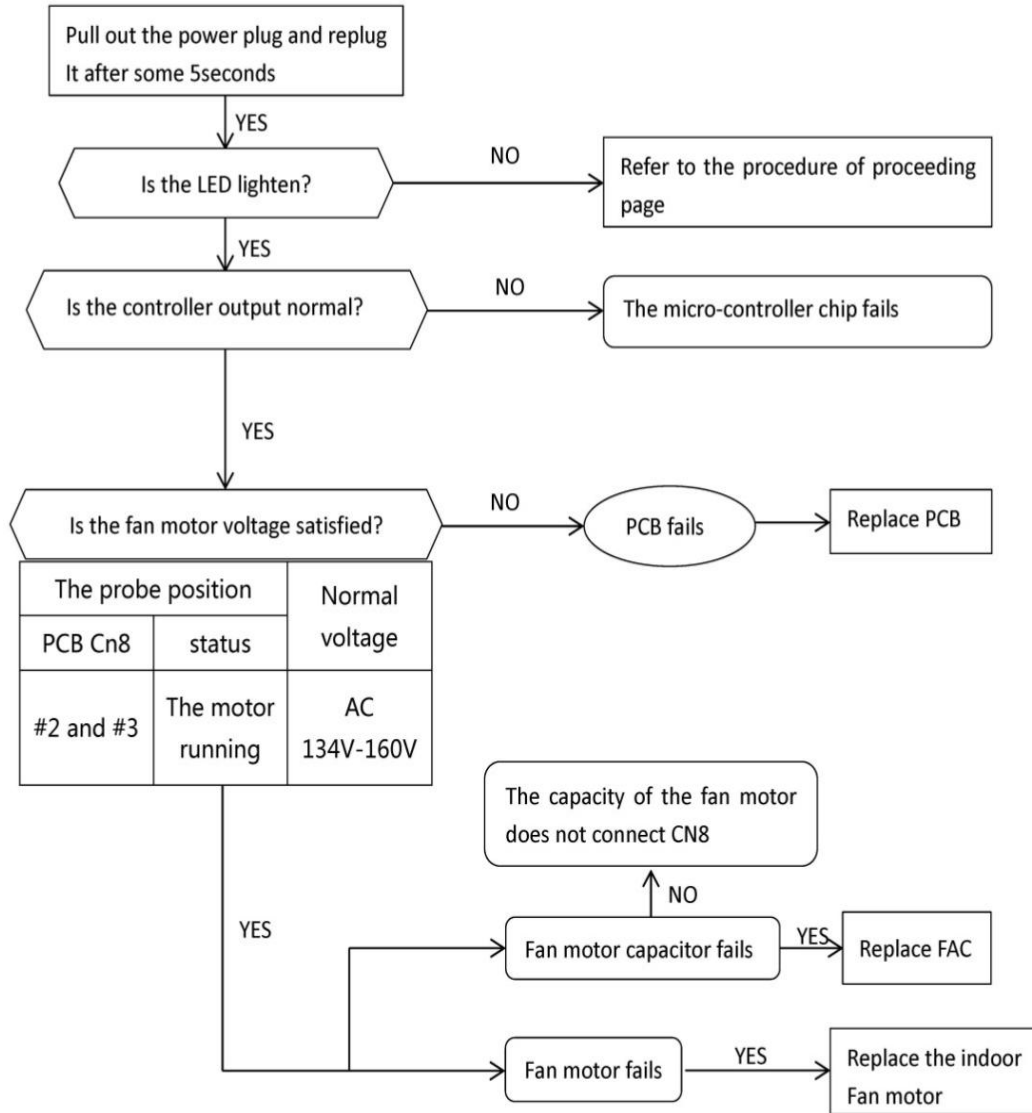 Pull out the power plug and replug
It after some 5seconds
YES
Is the LED lighten?
NO
Refer to the procedure of proceeding
page
YES
Is the controller output normal?
NO
The micro-controller chip fails
YES
Is the fan motor voltage satisfied?
NO
PCB fails
Replace PCB
The probe position
Normal
voltage
PCB Cn8
status
#2 and #3
The motor
running
AC
134V-160V
The capacity of the fan motor
does not connect CN8
NO
YES
Fan motor capacitor fails
YES
Replace FAC
Fan motor fails
YES
Replace the indoor
Fan motor